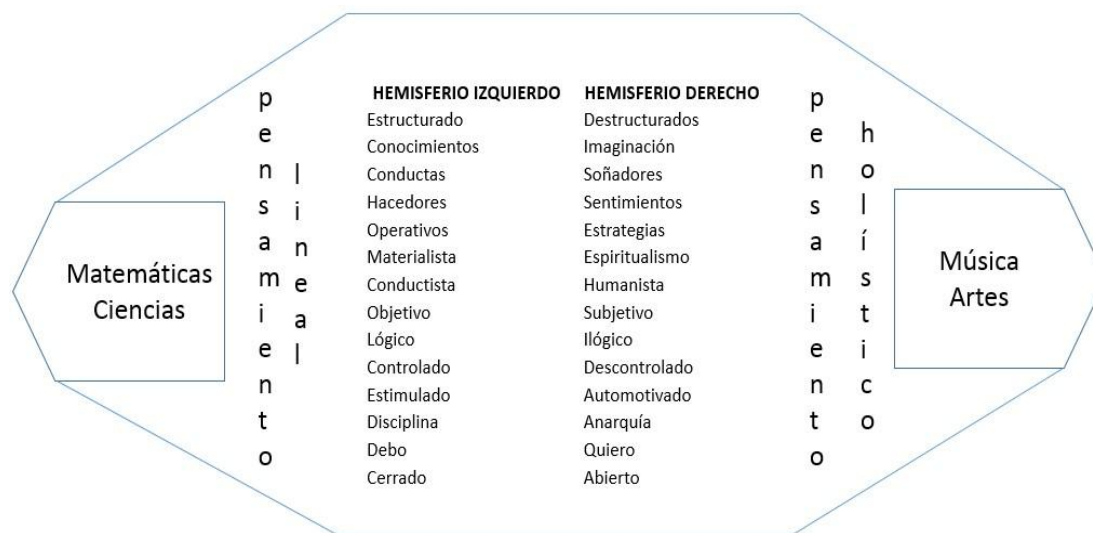 Matemáticas
Ciencias
pensamiento
lineal
HEMISFERIO IZQUIERDO
Estructurado
Conocimientos
Conductas
Hacedores
Operativos
Materialista
Conductista
Objetivo
Lógico
Controlado
Estimulado
Disciplina
Debo
Cerrado
HEMISFERIO DERECHO
Destructurados
Imaginación
Soñadores
Sentimientos
Estrategias
Espiritualismo
Humanista
Subjetivo
Ilógico
Descontrolado
Automotivado
Anarquía
Quiero
Abierto
pensamiento
holístico
Música
Artes